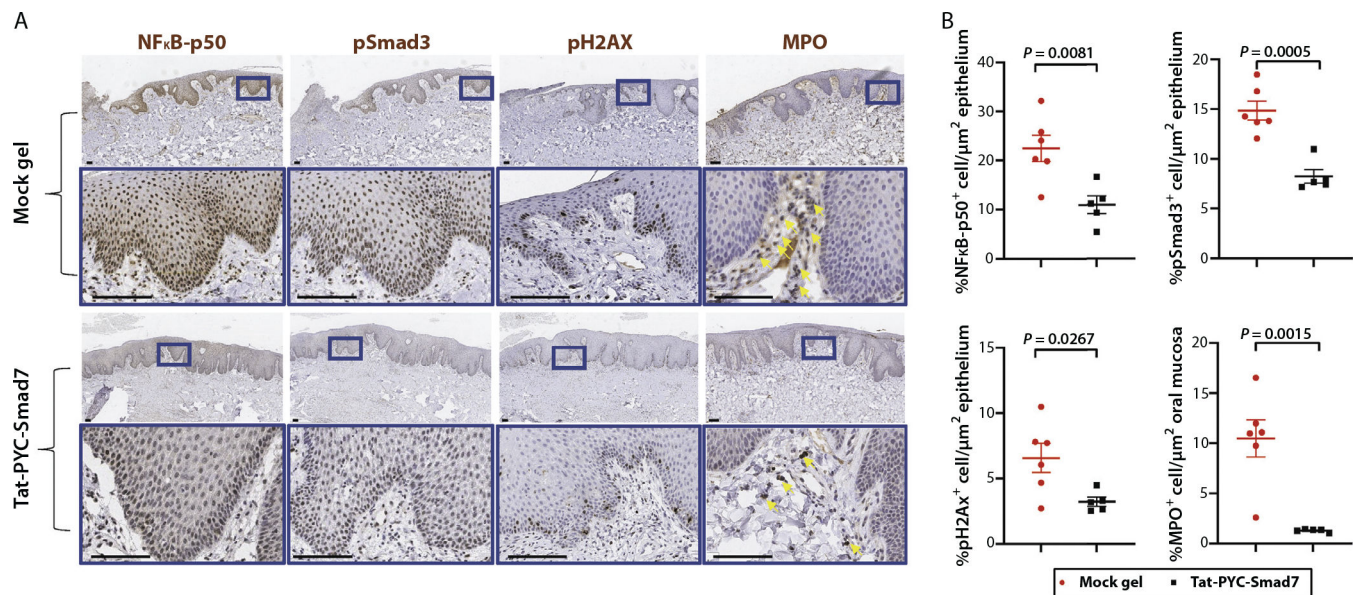 A
NFκB-p50 pSmad3 pH2AX MPO
Mock gel
Tat-PYC-Smad7
B
P = 0.0081
%NFκB-p50+ cell/μm2 epithelium
40
30
20
10
0
P = 0.0005
%pSmad3+ cell/μm2 epithelium
20
15
10
5
0
P = 0.0267
%pH2Ax+ cell/μm2 epithelium
15
10
5
0
P = 0.0015
%MPO+ cell/μm2 oral mucosa
20
15
10
5
0
Mock gel Tat-PYC-Smad7